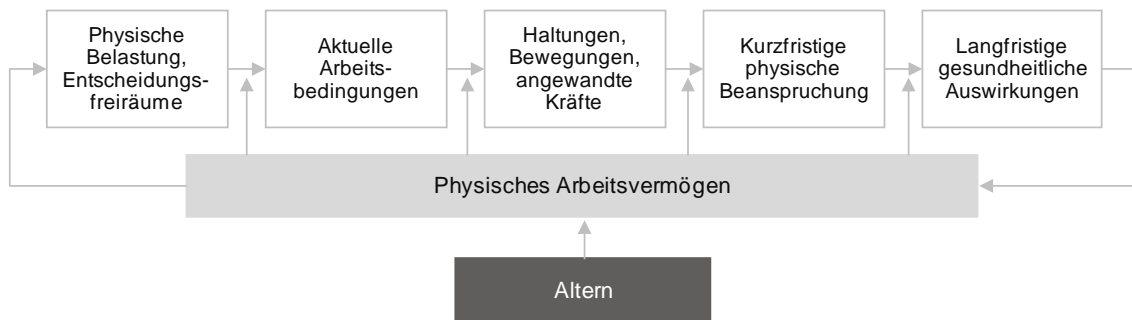 Physische
Belastung,
Entscheidungs-
freiräume
Aktuelle
Arbeits-
bedingungen
Haltungen,
Bewegungen,
angewandte
Kräfte
Kurzfristige
physische
Beanspruchung
Langfristige
gesundheitliche
Auswirkungen
Physisches Arbeitsvermögen
Altern